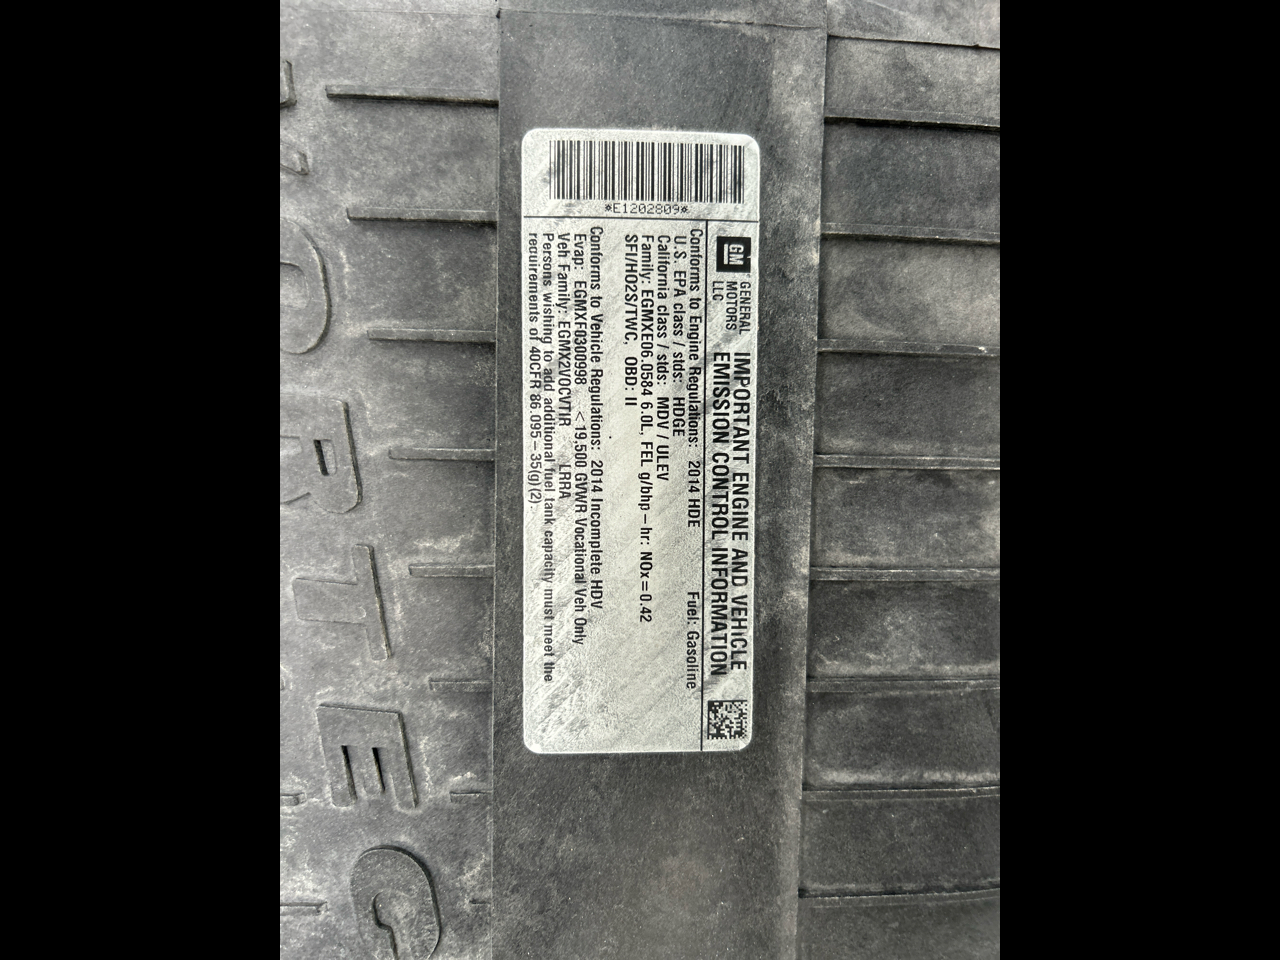 *E1202809*
GM
GENERAL
MOTORS
LLC
IMPORTANT ENGINE AND VEHICLE
EMISSION CONTROL INFORMATION
Conforms to Engine Regulations: 2014 HDE Fuel: Gasoline
U.S. EPA class / stds: HDGE
California class / stds: MDV / ULEV
Family: EGMXE06.0584 6.0L, FEL g/bhp – hr: NOx = 0.42
SFI/HO2S/TWC, OBD: II
Conforms to Vehicle Regulations: 2014 Incomplete HDV
Evap: EGMXF0300998 < 19,500 GVWR Vocational Veh Only
Veh Family: EGMX2VOCVT1R LRRA
Persons wishing to add additional fuel tank capacity must meet the
requirements of 40CFR 86.095 – 35(g)(2).
VORTEC